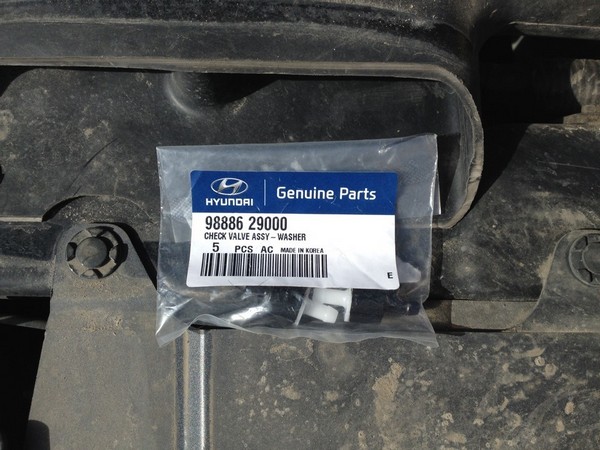 HYUNDAI
Genuine Parts
98886 29000
CHECK VALVE ASSY - WASHER
5 PCS AC MADE IN KOREA
E